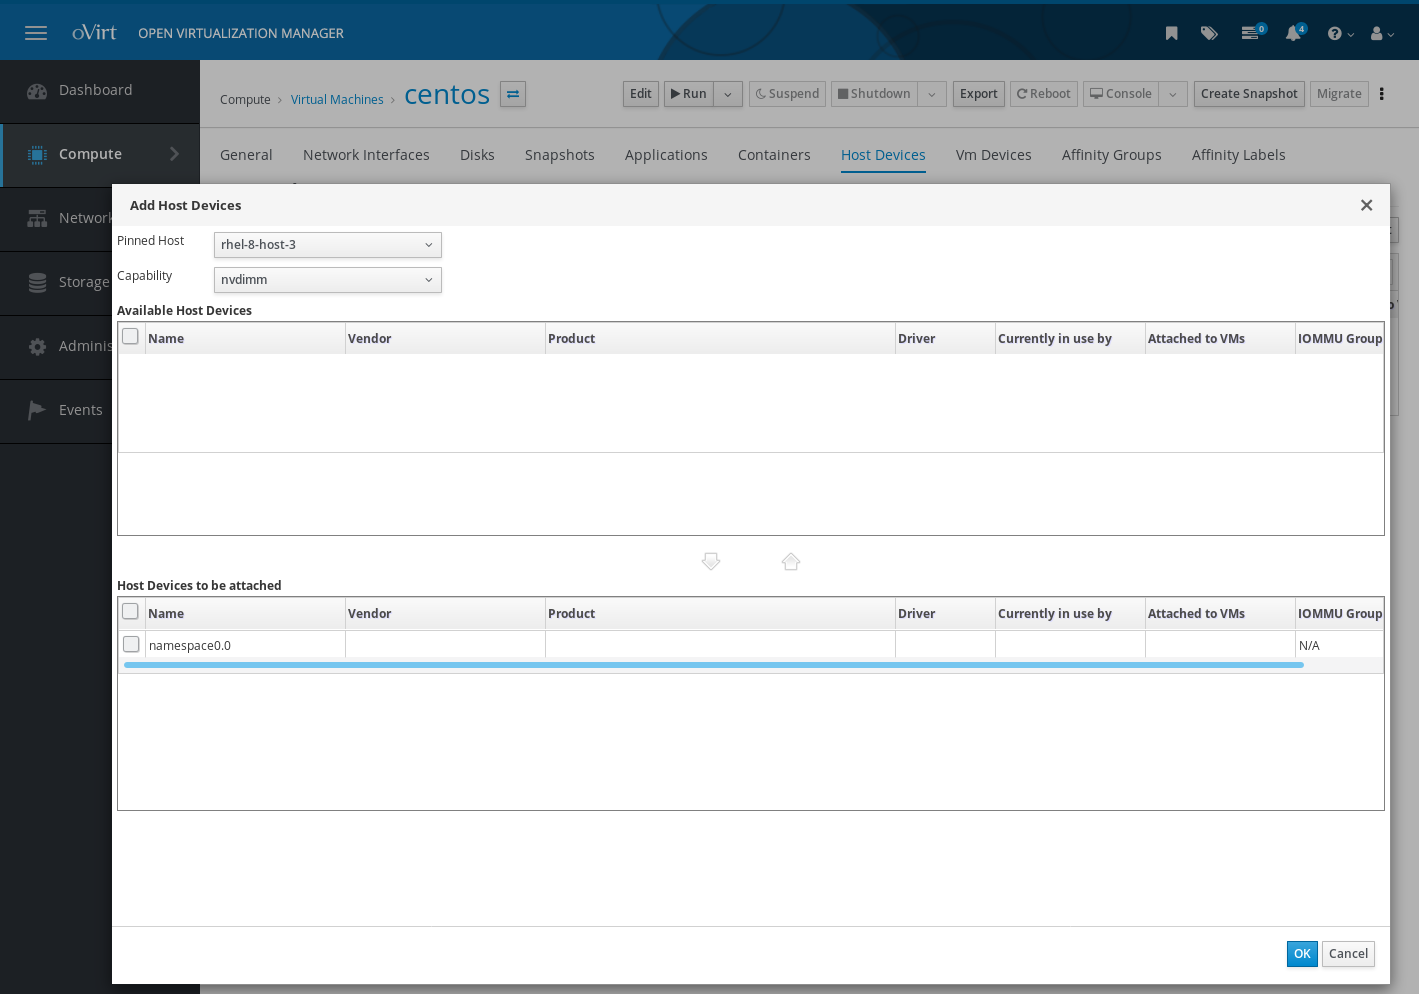 oVirt OPEN VIRTUALIZATION MANAGER 0 4
Dashboard
Compute
Network
Storage
Adminis
Events
Compute › Virtual Machines › centos
Edit Run Suspend Shutdown Export Reboot Console Create Snapshot Migrate
General Network Interfaces Disks Snapshots Applications Containers Host Devices Vm Devices Affinity Groups Affinity Labels
Add Host Devices
Pinned Host rhel-8-host-3
Capability nvdimm
Available Host Devices
Name Vendor Product Driver Currently in use by Attached to VMs IOMMU Group
Host Devices to be attached
Name Vendor Product Driver Currently in use by Attached to VMs IOMMU Group
namespace0.0 N/A
OK Cancel